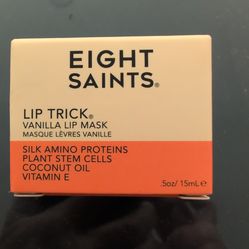 EIGHT
SAINTS®
LIP TRICK®
VANILLA LIP MASK
MASQUE LÈVRES VANILLE
SILK AMINO PROTEINS
PLANT STEM CELLS
COCONUT OIL
VITAMIN E
.5oz/ 15mL ℮